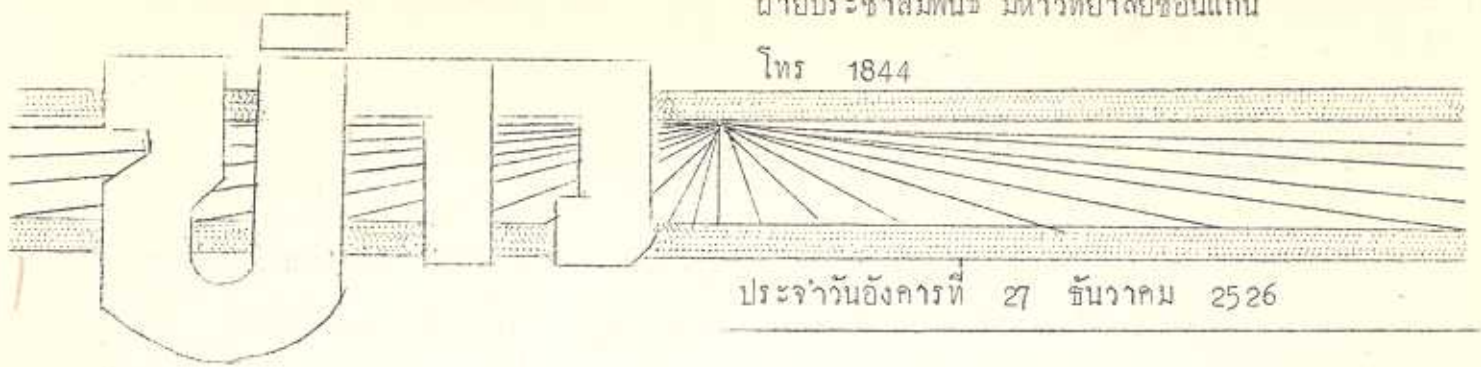 ฝ่ายประชาสัมพันธ์ มหาวิทยาลัยขอนแก่น
โทร 1844
ข่าว
ประจำวันอังคารที่ 27 ธันวาคม 2526